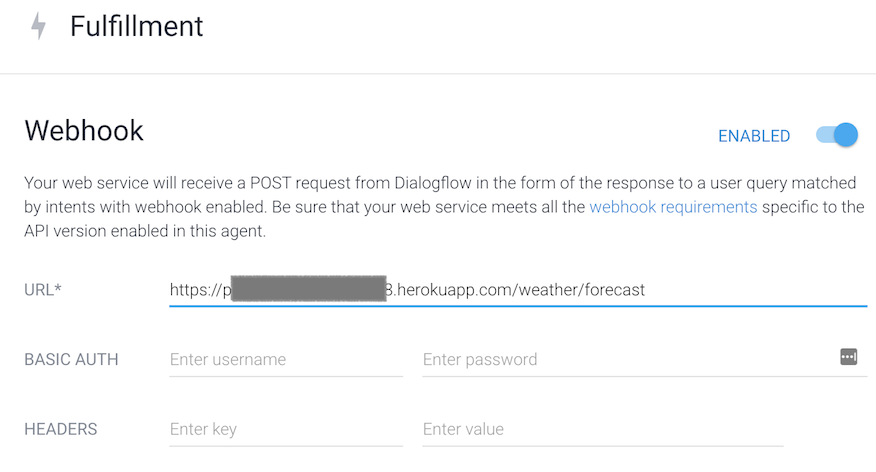 Fulfillment
Webhook
ENABLED
Your web service will receive a POST request from Dialogflow in the form of the response to a user query matched
by intents with webhook enabled. Be sure that your web service meets all the webhook requirements specific to the
API version enabled in this agent.
URL* https://p 8.herokuapp.com/weather/forecast
BASIC AUTH Enter username Enter password
HEADERS Enter key Enter value